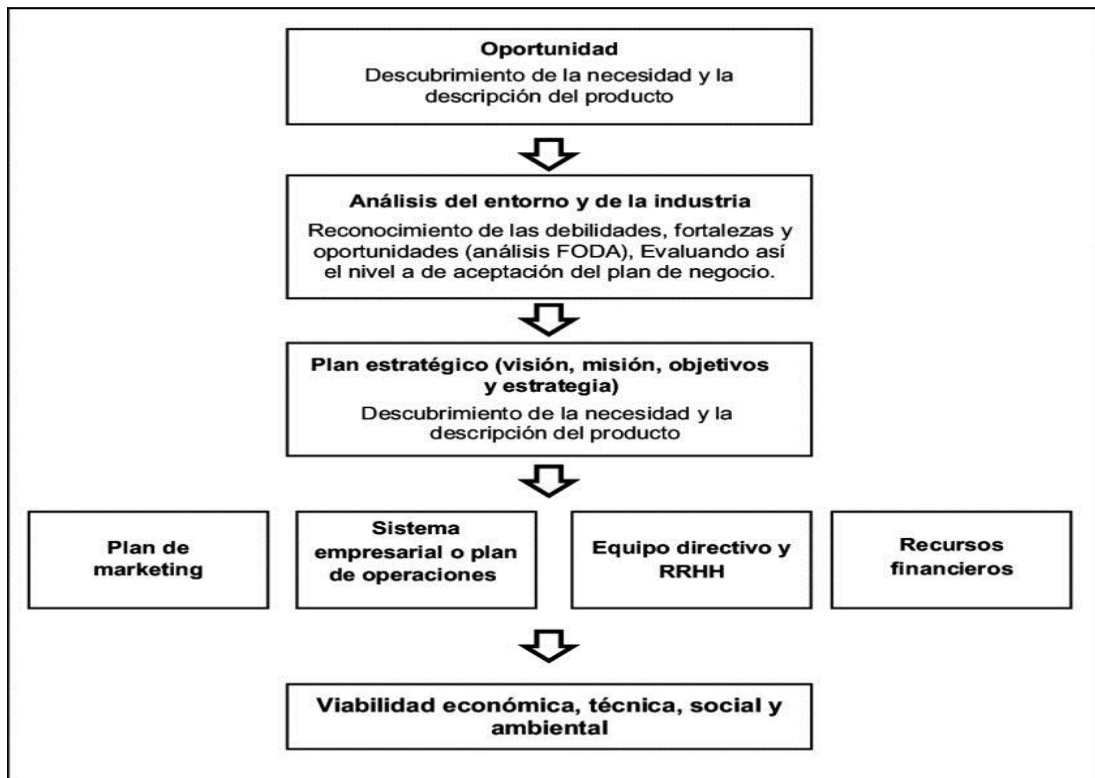 Oportunidad
Descubrimiento de la necesidad y la
descripción del producto
Análisis del entorno y de la industria
Reconocimiento de las debilidades, fortalezas y
oportunidades (análisis FODA), Evaluando así
el nivel a de aceptación del plan de negocio.
Plan estratégico (visión, misión, objetivos
y estrategia)
Descubrimiento de la necesidad y la
descripción del producto
Plan de
marketing
Sistema
empresarial o plan
de operaciones
Equipo directivo y
RRHH
Recursos
financieros
Viabilidad económica, técnica, social y
ambiental